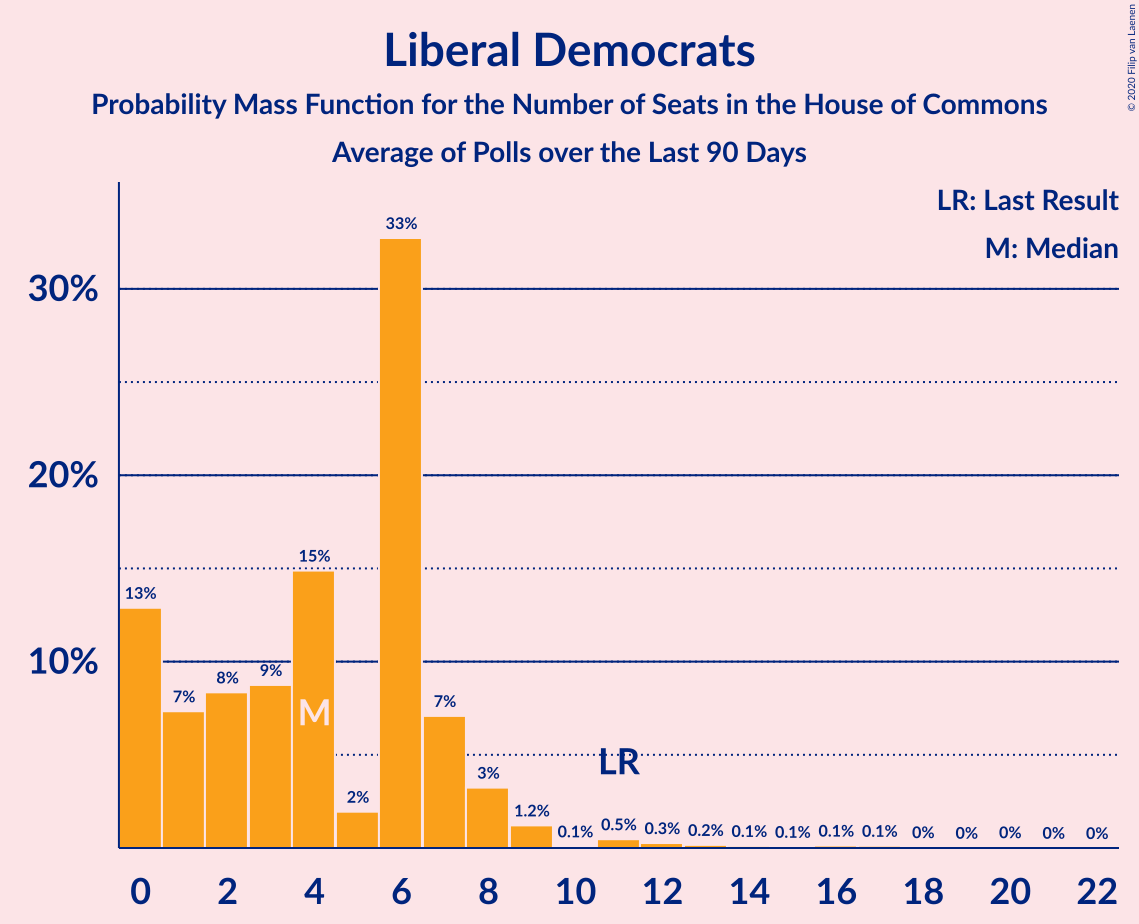 Liberal Democrats
Probability Mass Function for the Number of Seats in the House of Commons
Average of Polls over the Last 90 Days
© 2020 Filip van Laenen
LR: Last Result
M: Median
30%
20%
10%
13%
7%
8%
9%
15%
2%
33%
7%
3%
1.2%
0.1%
0.5%
0.3%
0.2%
0.1%
0.1%
0.1%
0.1%
0%
0%
0%
0%
0%
M
LR
0 2 4 6 8 10 12 14 16 18 20 22